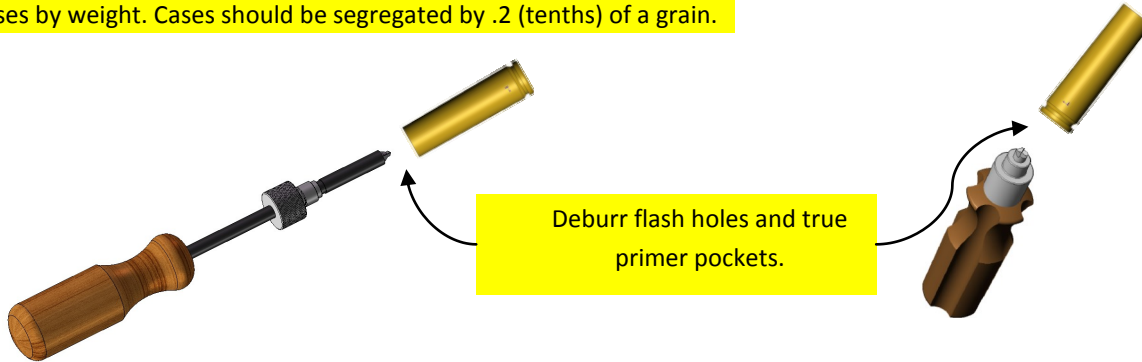 ses by weight. Cases should be segregated by .2 (tenths) of a grain.
Deburr flash holes and true
primer pockets.